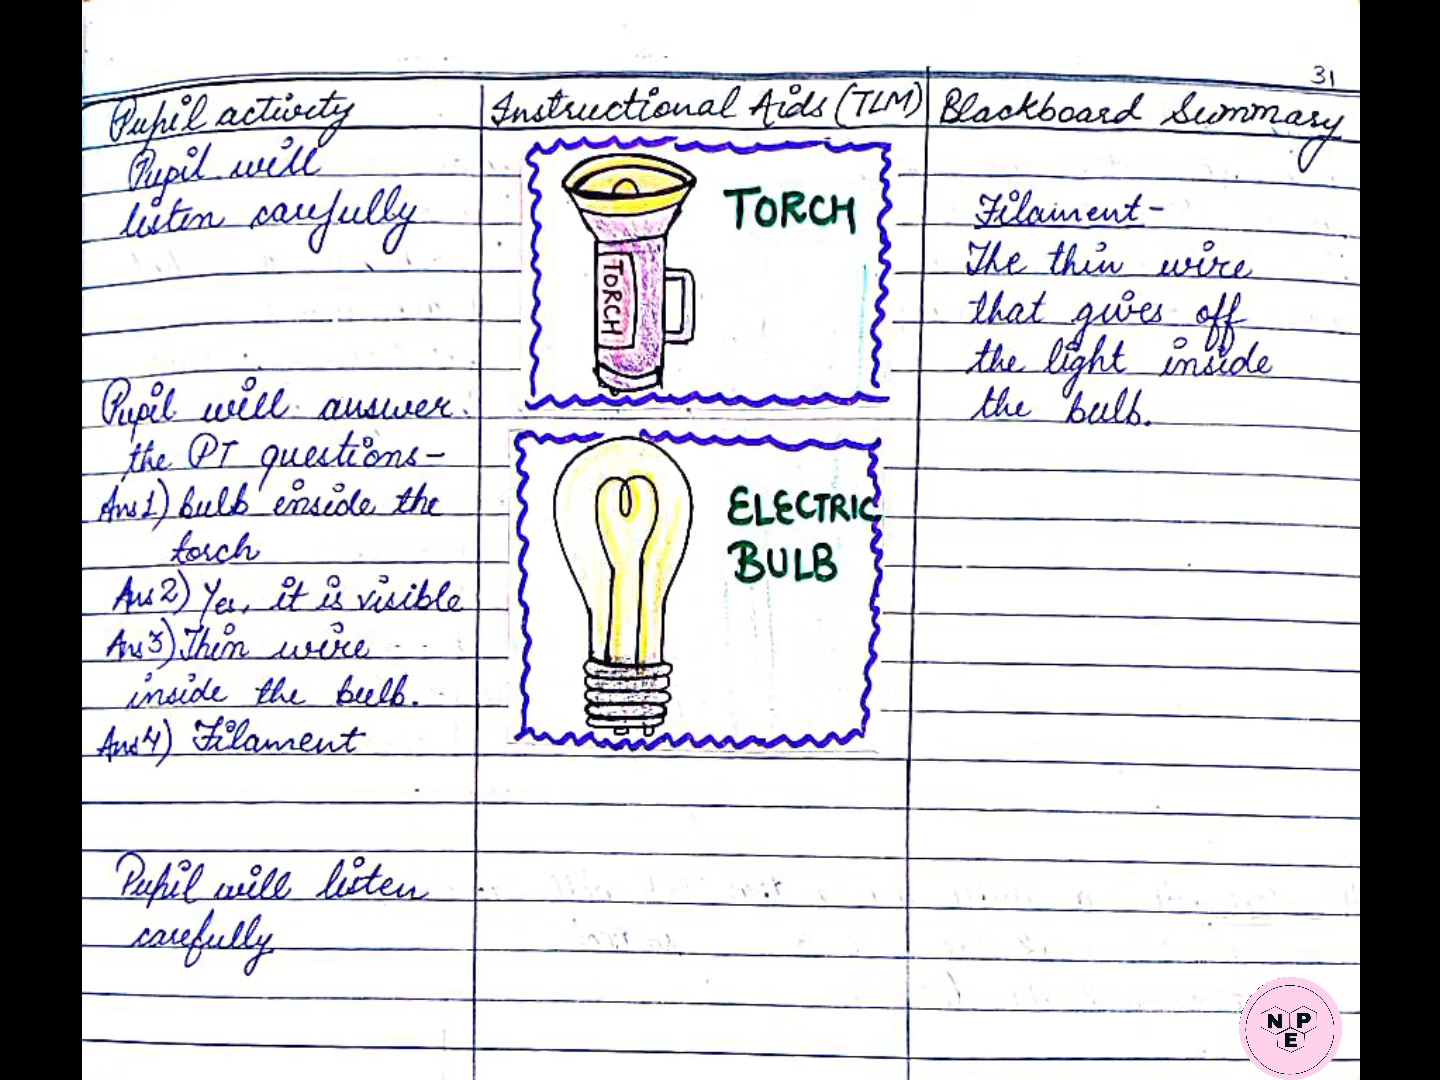 31
Pupil activity
Pupil will
listen carefully
Pupil will answer
the PT questions-
Ans1) bulb inside the
torch
Ans2) Yes, it is visible
Ans3) Thin wire
inside the bulb.
Ans4) Filament
Pupil will listen
carefully
Instructional Aids (TLM)
TORCH
TORCH
ELECTRIC
BULB
Blackboard Summary
Filament-
The thin wire
that gives off
the light inside
the bulb.
N P
E